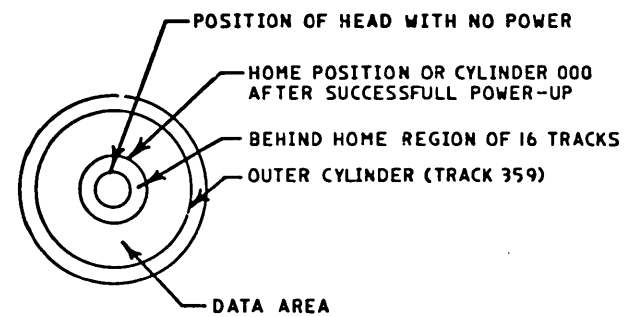 POSITION OF HEAD WITH NO POWER
HOME POSITION OR CYLINDER 000
AFTER SUCCESSFULL POWER-UP
BEHIND HOME REGION OF 16 TRACKS
OUTER CYLINDER (TRACK 359)
DATA AREA